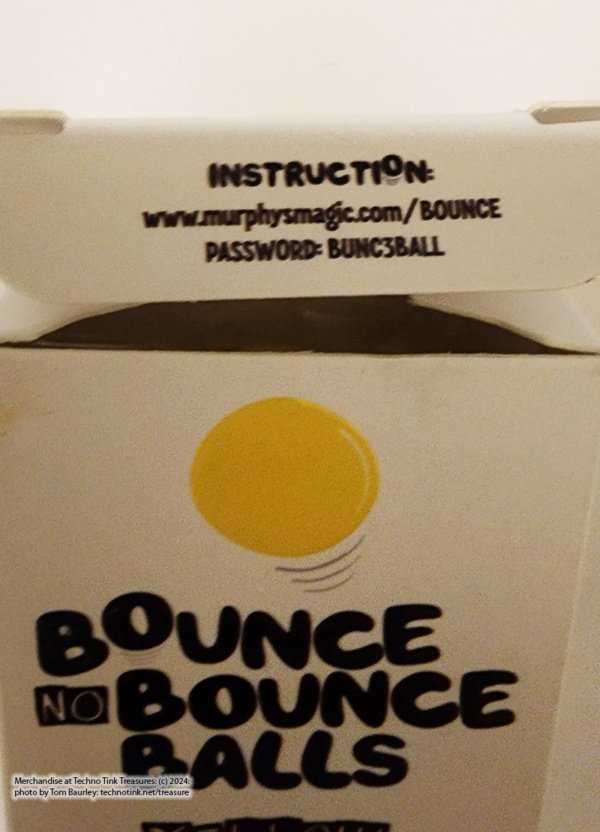 INSTRUCTION:
www.murphysmagic.com/BOUNCE
PASSWORD: BUNC3BALL
BOUNCE
NO BOUNCE
BALLS
Merchandise at Techno Tink Treasures: (c) 2024:
photo by Tom Baurley: technotink.net/treasure